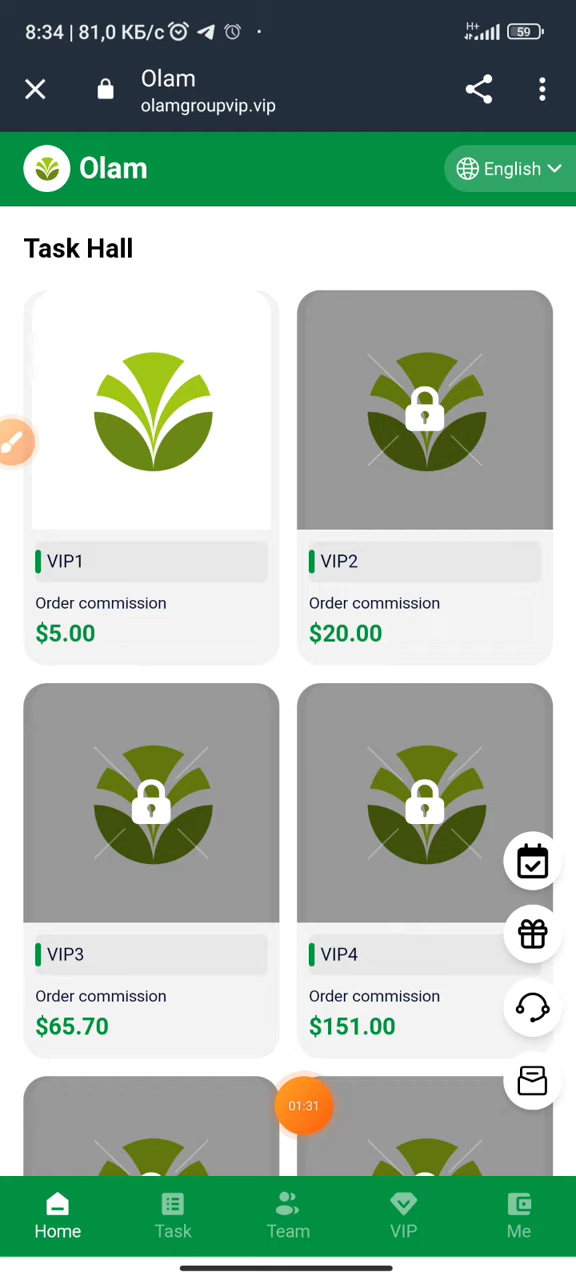 8:34 | 81,0 КБ/с
H+
59
Olam
olamgroupvip.vip
Olam
English
Task Hall
VIP1
Order commission
$5.00
VIP2
Order commission
$20.00
VIP3
Order commission
$65.70
VIP4
Order commission
$151.00
01:31
Home
Task
Team
VIP
Me